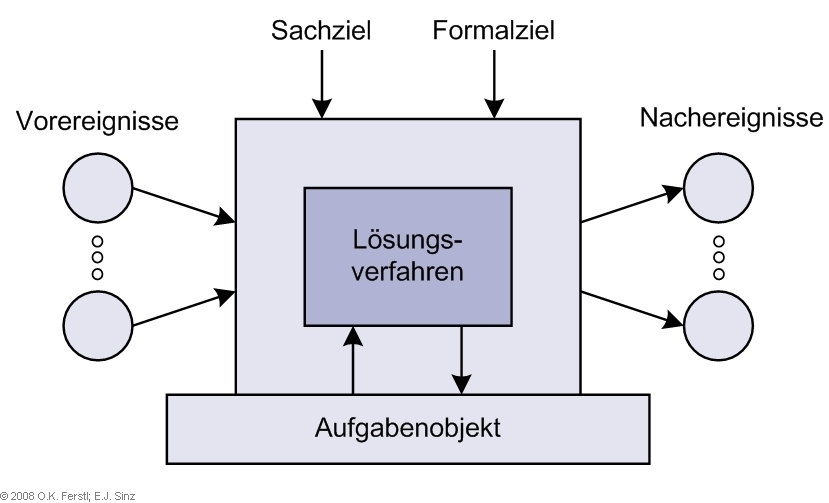 Sachziel Formalziel
Vorereignisse
Nachereignisse
Lösungs-
verfahren
Aufgabenobjekt
© 2008 O.K. Ferstl; E.J. Sinz